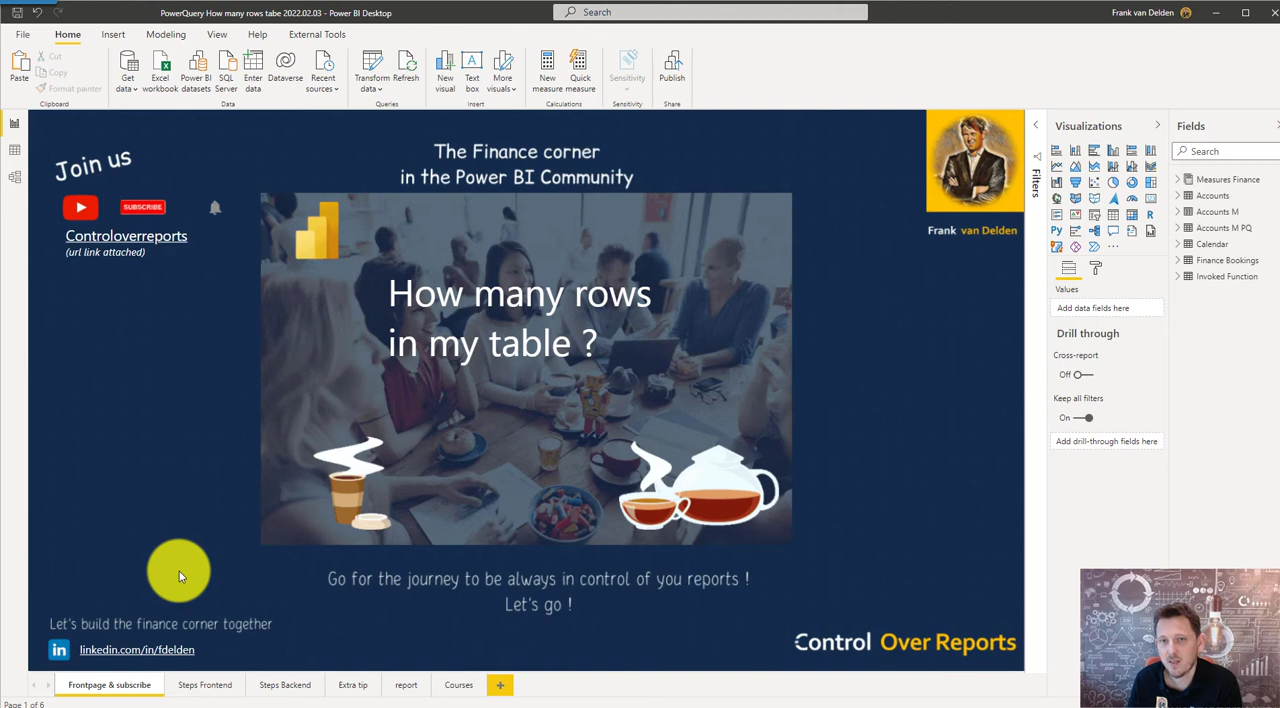 PowerQuery How many rows tabe 2022.02.03 - Power BI Desktop
Search
Frank van Delden
File
Home
Insert
Modeling
View
Help
External Tools
Paste
Cut
Copy
Format painter
Get data
Excel workbook
Power BI datasets
SQL Server
Enter data
Dataverse
Recent sources
Transform data
Refresh
New visual
Text box
More visuals
New measure
Quick measure
Sensitivity
Publish
Clipboard
Data
Queries
Insert
Calculations
Sensitivity
Share
Join us
SUBSCRIBE
Controloverreports
(url link attached)
The Finance corner
in the Power BI Community
How many rows
in my table ?
Frank van Delden
Go for the journey to be always in control of you reports !
Let's go !
Let's build the finance corner together
in
linkedin.com/in/fdelden
Control Over Reports
Filters
Visualizations
R
Py
Values
Add data fields here
Drill through
Cross-report
Off
Keep all filters
On
Add drill-through fields here
Fields
Search
Measures Finance
Accounts
Accounts M
Accounts M PQ
Calendar
Finance Bookings
Invoked Function
Frontpage & subscribe
Steps Frontend
Steps Backend
Extra tip
report
Courses
Page 1 of 6